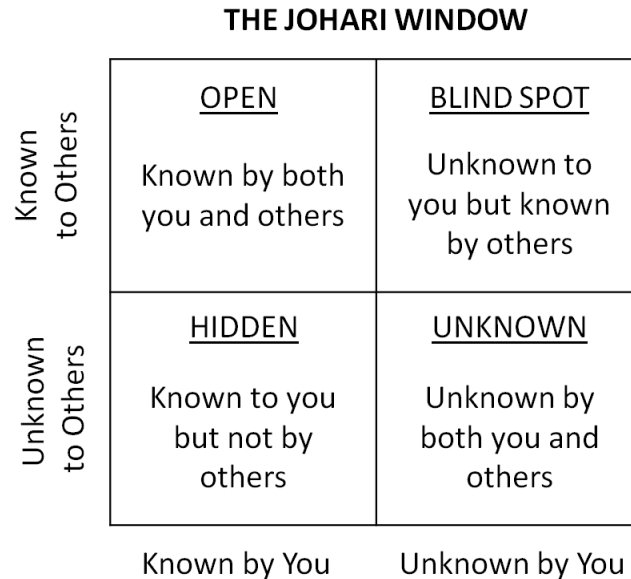 THE JOHARI WINDOW
Known
to Others
OPEN
Known by both
you and others
BLIND SPOT
Unknown to
you but known
by others
Unknown
to Others
HIDDEN
Known to you
but not by
others
UNKNOWN
Unknown by
both you and
others
Known by You
Unknown by You